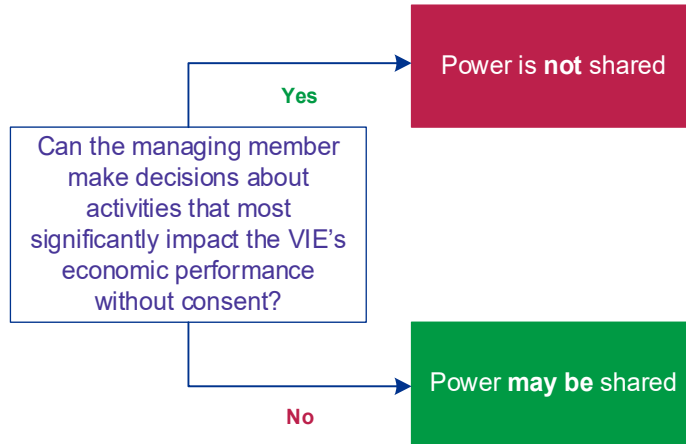 Power is not shared
Yes
Can the managing member
make decisions about
activities that most
significantly impact the VIE’s
economic performance
without consent?
Power may be shared
No